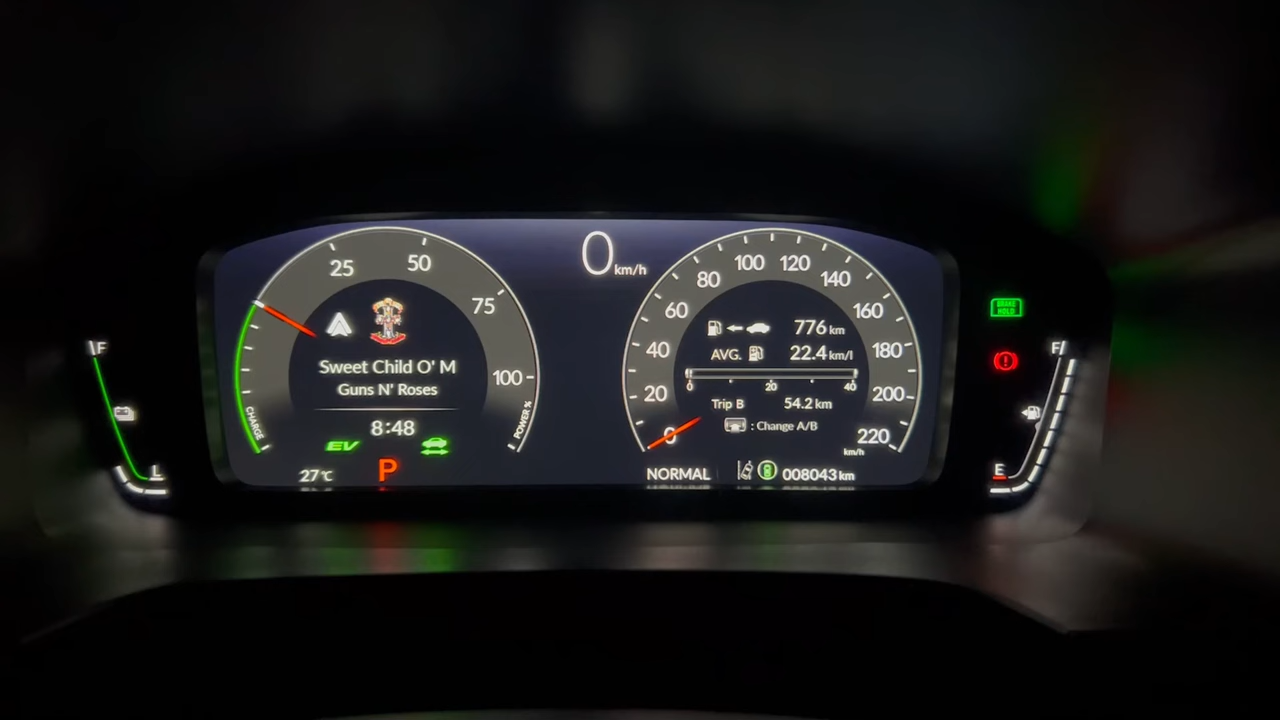 0 km/h
25
50
75
100
CHARGE
POWER %
Sweet Child O' M
Guns N' Roses
8:48
EV
27°C
P
0
20
40
60
80
100
120
140
160
180
200
220
km/h
776 km
AVG. 22.4 km/l
0 20 40
Trip B 54.2 km
: Change A/B
NORMAL
008043 km
F
L
BRAKE HOLD
F
E